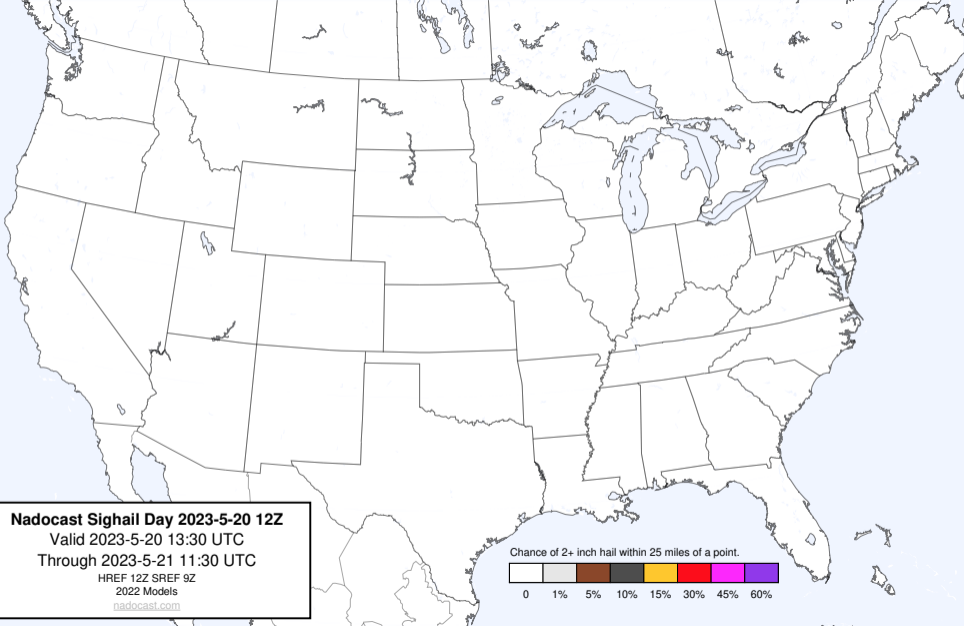 Nadocast Sighail Day 2023-5-20 12Z
Valid 2023-5-20 13:30 UTC
Through 2023-5-21 11:30 UTC
HREF 12Z SREF 9Z
2022 Models
nadocast.com
Chance of 2+ inch hail within 25 miles of a point.
0 1% 5% 10% 15% 30% 45% 60%